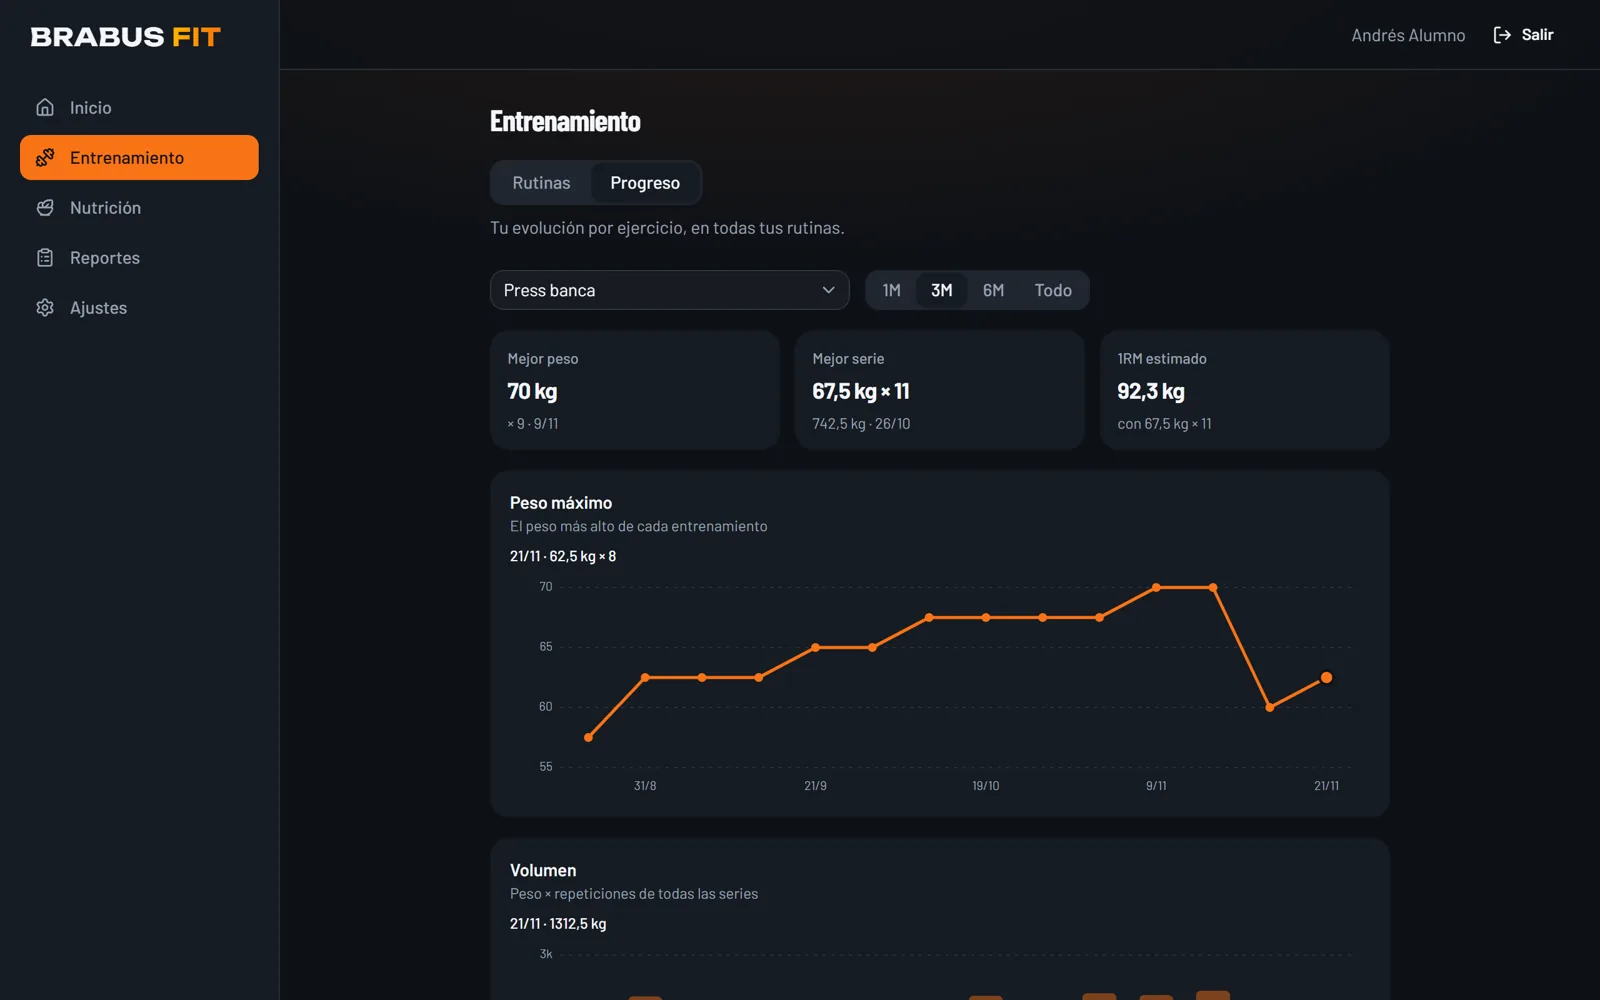 BRABUS FIT
Andrés Alumno
Salir
Inicio
Entrenamiento
Nutrición
Reportes
Ajustes
Entrenamiento
Rutinas
Progreso
Tu evolución por ejercicio, en todas tus rutinas.
Press banca
1M
3M
6M
Todo
Mejor peso
70 kg
× 9 · 9/11
Mejor serie
67,5 kg × 11
742,5 kg · 26/10
1RM estimado
92,3 kg
con 67,5 kg × 11
Peso máximo
El peso más alto de cada entrenamiento
21/11 · 62,5 kg × 8
70
65
60
55
31/8
21/9
19/10
9/11
21/11
Volumen
Peso × repeticiones de todas las series
21/11 · 1312,5 kg
3k